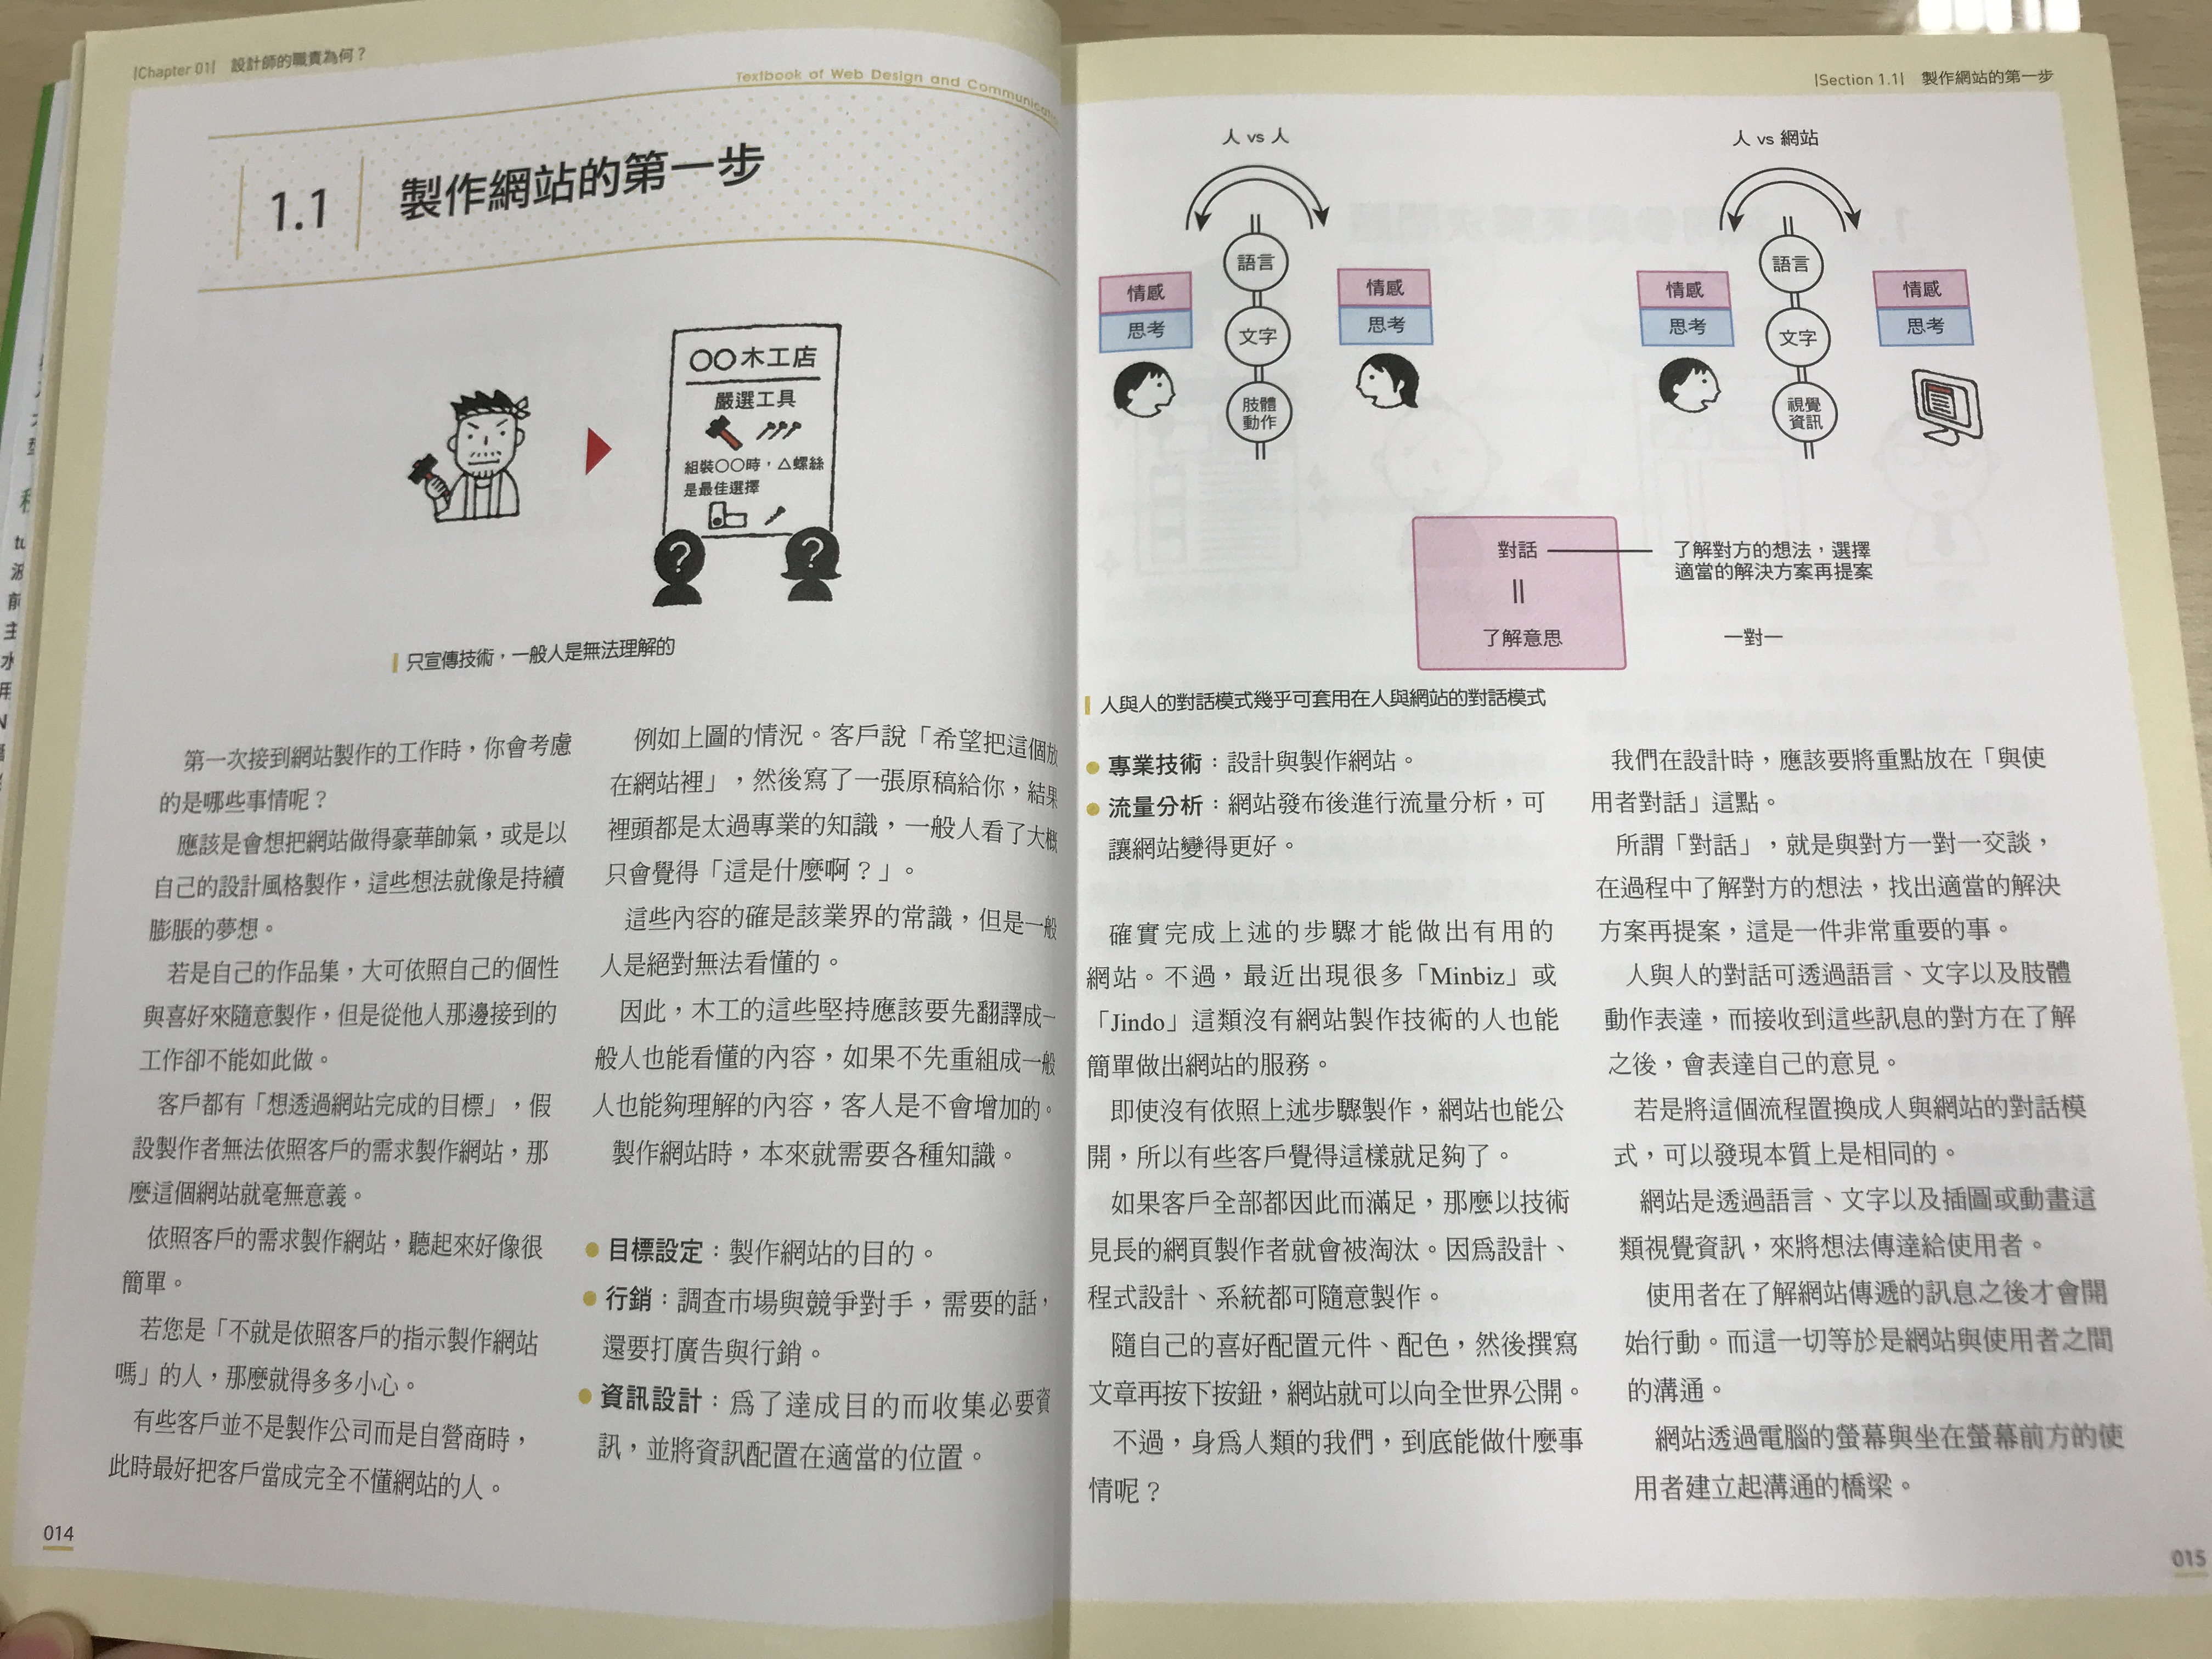 |Chapter 01| 設計師的職責為何？
Textbook of Web Design and Communication
1.1
製作網站的第一步
〇〇木工店
嚴選工具
組裝〇〇時，△螺絲
是最佳選擇
?
?
只宣傳技術，一般人是無法理解的
第一次接到網站製作的工作時，你會考慮
的是哪些事情呢？
應該是會想把網站做得豪華帥氣，或是以
自己的設計風格製作，這些想法就像是持續
膨脹的夢想。
若是自己的作品集，大可依照自己的個性
與喜好來隨意製作，但是從他人那邊接到的
工作卻不能如此做。
客戶都有「想透過網站完成的目標」，假
設製作者無法依照客戶的需求製作網站，那
麼這個網站就毫無意義。
依照客戶的需求製作網站，聽起來好像很
簡單。
若您是「不就是依照客戶的指示製作網站
嗎」的人，那麼就得多多小心。
有些客戶並不是製作公司而是自營商時，
此時最好把客戶當成完全不懂網站的人。
例如上圖的情況。客戶說「希望把這個放
在網站裡」，然後寫了一張原稿給你，結果
裡頭都是太過專業的知識，一般人看了大概
只會覺得「這是什麼啊？」。
這些內容的確是該業界的常識，但是一般
人是絕對無法看懂的。
因此，木工的這些堅持應該要先翻譯成一
般人也能看懂的內容，如果不先重組成一般
人也能夠理解的內容，客人是不會增加的。
製作網站時，本來就需要各種知識。
● 目標設定：製作網站的目的。
● 行銷：調查市場與競爭對手，需要的話，
還要打廣告與行銷。
● 資訊設計：為了達成目的而收集必要資
訊，並將資訊配置在適當的位置。
014
|Section 1.1| 製作網站的第一步
人 vs 人
語言
文字
肢體
動作
情感
思考
情感
思考
人 vs 網站
語言
文字
視覺
資訊
情感
思考
情感
思考
對話
||
了解意思
了解對方的想法，選擇
適當的解決方案再提案
一對一
人與人的對話模式幾乎可套用在人與網站的對話模式
● 專業技術：設計與製作網站。
● 流量分析：網站發布後進行流量分析，可
讓網站變得更好。
確實完成上述的步驟才能做出有用的
網站。不過，最近出現很多「Minbiz」或
「Jindo」這類沒有網站製作技術的人也能
簡單做出網站的服務。
即使沒有依照上述步驟製作，網站也能公
開，所以有些客戶覺得這樣就足夠了。
如果客戶全部都因此而滿足，那麼以技術
見長的網頁製作者就會被淘汰。因為設計、
程式設計、系統都可隨意製作。
隨自己的喜好配置元件、配色，然後撰寫
文章再按下按鈕，網站就可以向全世界公開。
不過，身為人類的我們，到底能做什麼事
情呢？
我們在設計時，應該要將重點放在「與使
用者對話」這點。
所謂「對話」，就是與對方一對一交談，
在過程中了解對方的想法，找出適當的解決
方案再提案，這是一件非常重要的事。
人與人的對話可透過語言、文字以及肢體
動作表達，而接收到這些訊息的對方在了解
之後，會表達自己的意見。
若是將這個流程置換成人與網站的對話模
式，可以發現本質上是相同的。
網站是透過語言、文字以及插圖或動畫這
類視覺資訊，來將想法傳達給使用者。
使用者在了解網站傳遞的訊息之後才會開
始行動。而這一切等於是網站與使用者之間
的溝通。
網站透過電腦的螢幕與坐在螢幕前方的使
用者建立起溝通的橋梁。
015